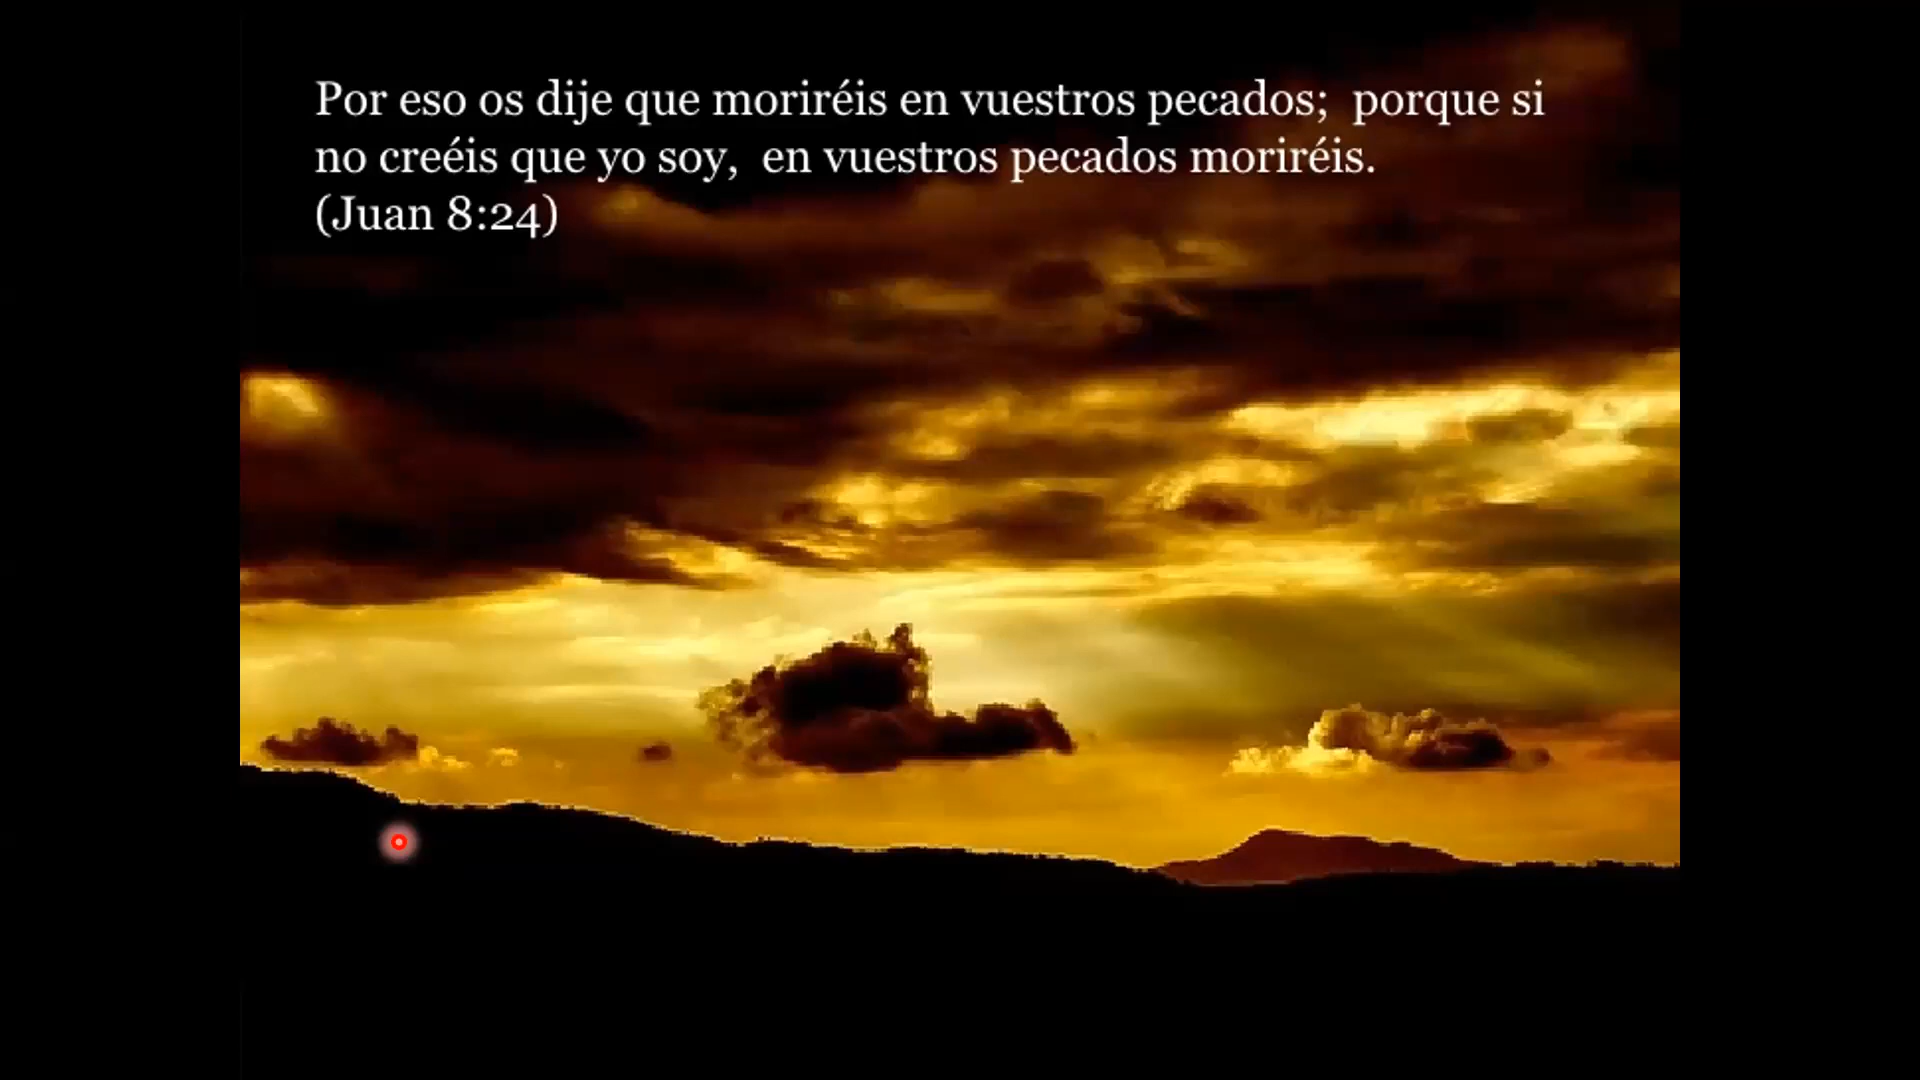 Por eso os dije que moriréis en vuestros pecados;  porque si
no creéis que yo soy,  en vuestros pecados moriréis.
(Juan 8:24)